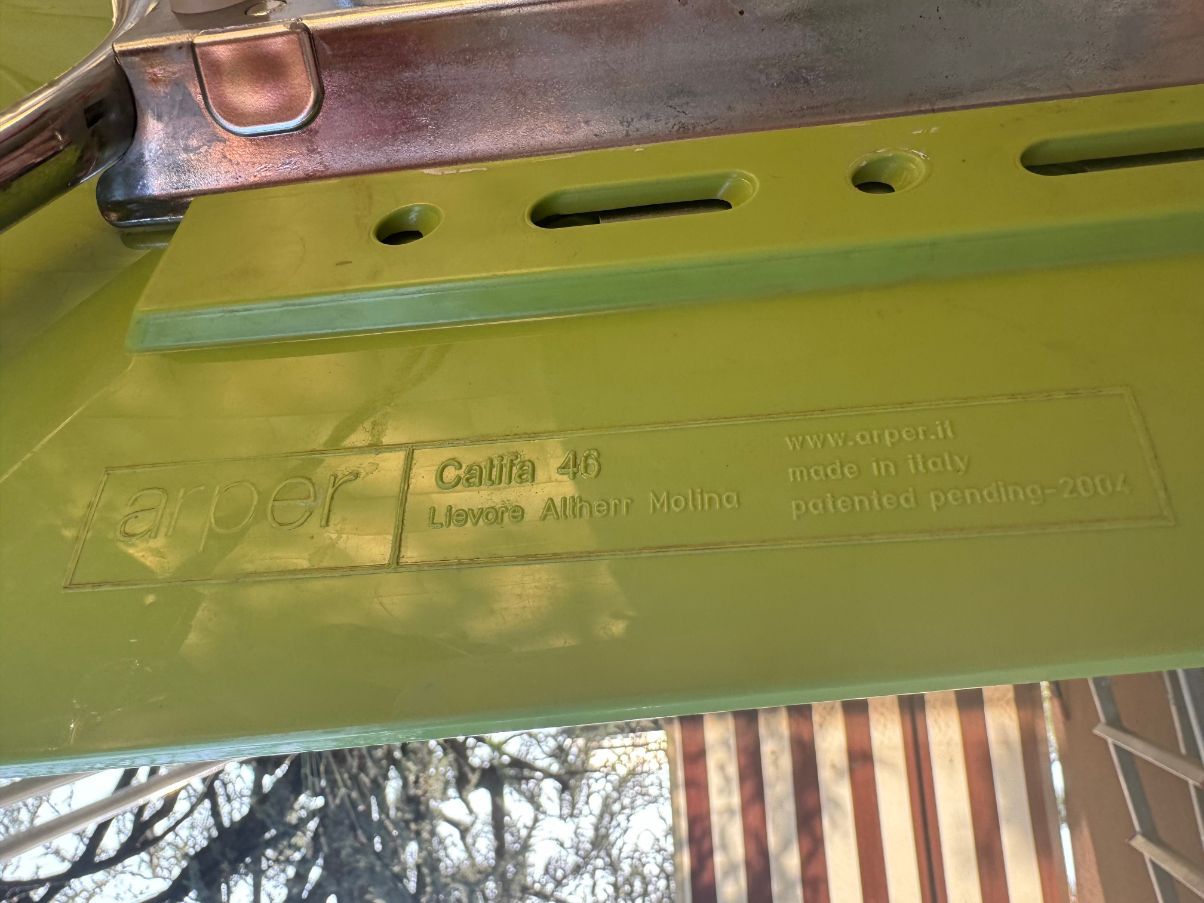 arper
Catifa 46
Lievore Altherr Molina
www.arper.it
made in italy
patented pending-2004